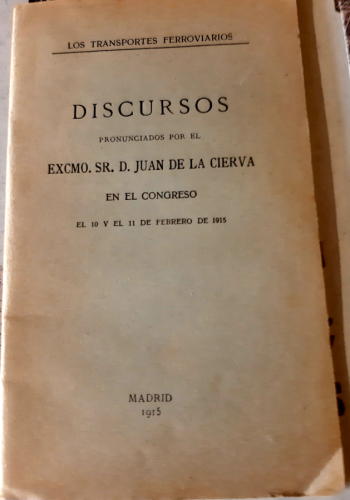 LOS TRANSPORTES FERROVIARIOS
DISCURSOS
PRONUNCIADOS POR EL
EXCMO. SR. D. JUAN DE LA CIERVA
EN EL CONGRESO
EL 10 Y EL 11 DE FEBRERO DE 1915
MADRID
1915